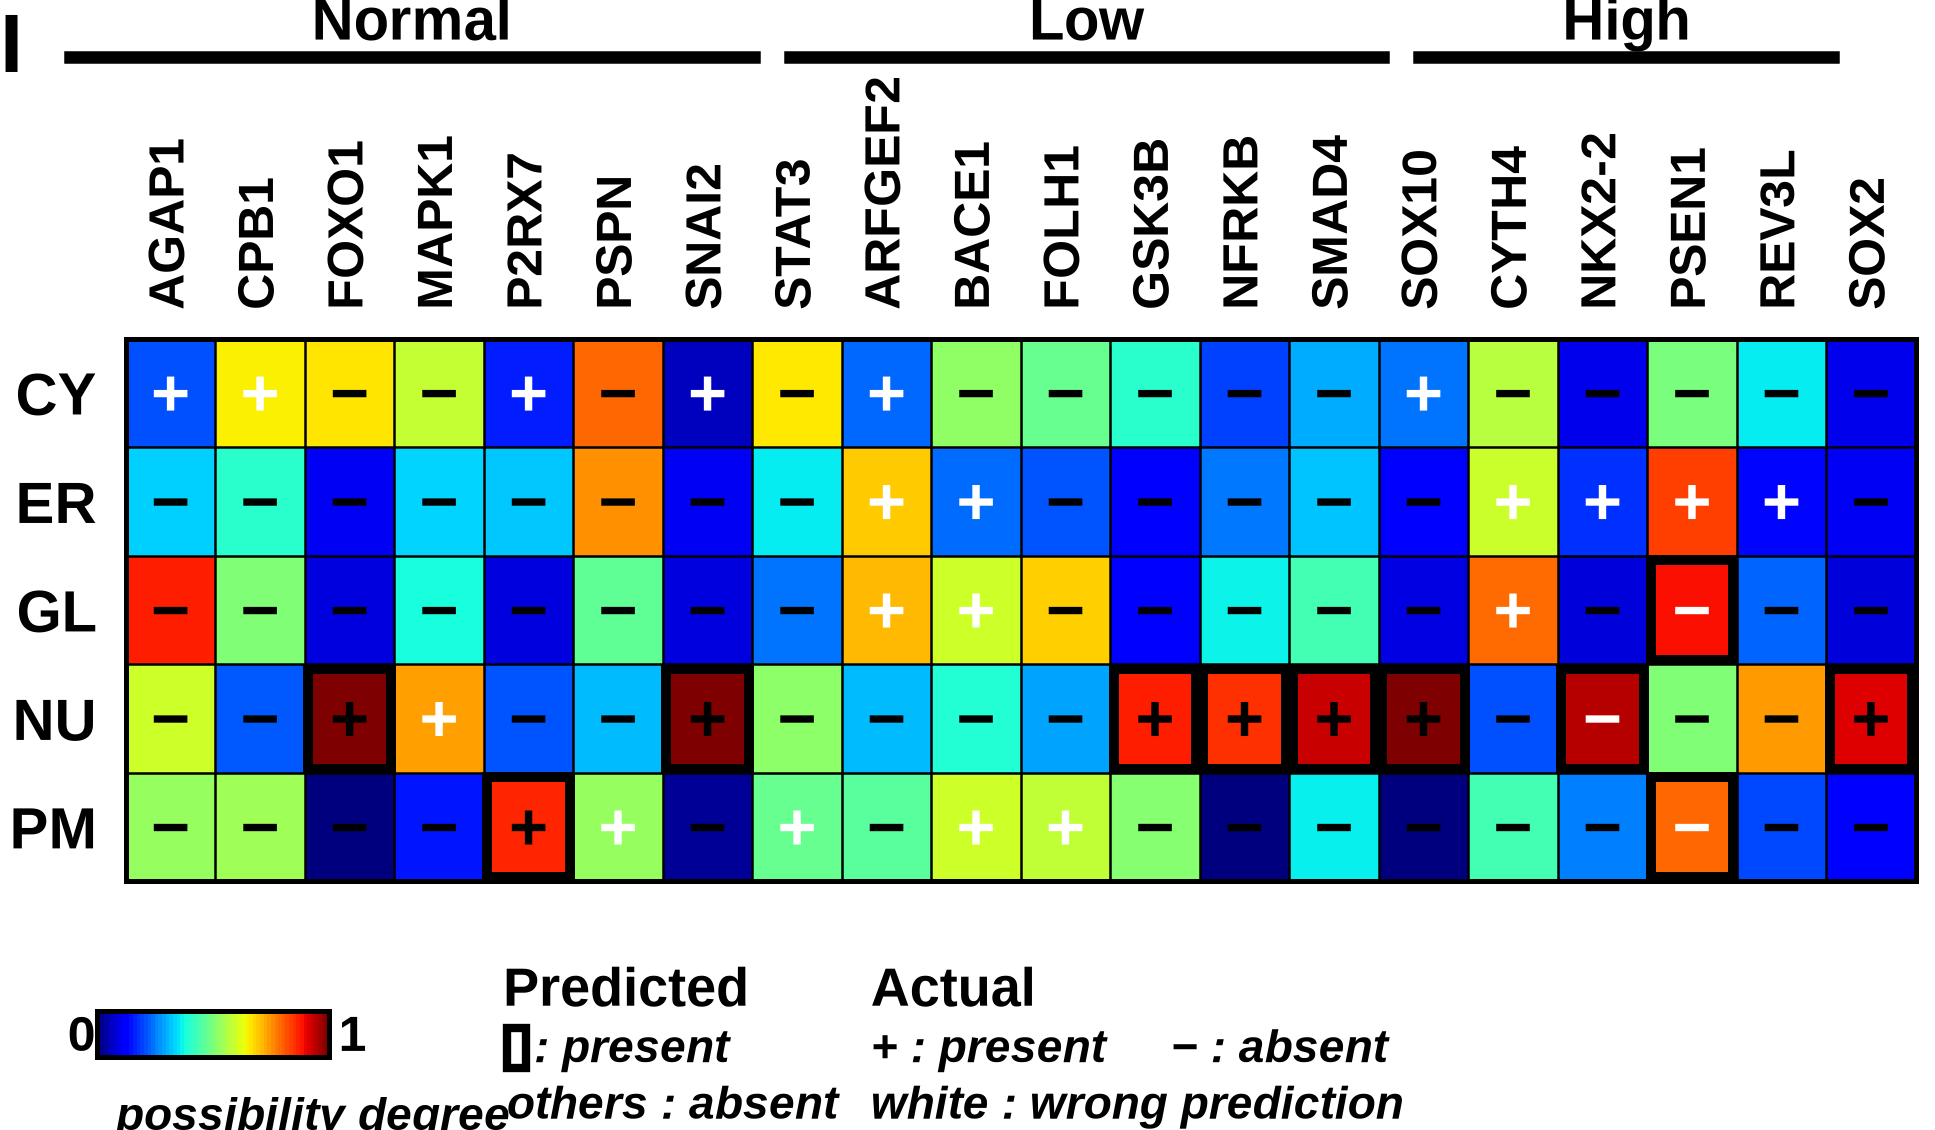 I
Normal Low High
AGAP1 CPB1 FOXO1 MAPK1 P2RX7 PSPN SNAI2 STAT3 ARFGEF2 BACE1 FOLH1 GSK3B NFRKB SMAD4 SOX10 CYTH4 NKX2-2 PSEN1 REV3L SOX2
CY + + − − + − + − + − − − − − + − − − − −
ER − − − − − − − − + + − − − − − + + + + −
GL − − − − − − − − + + − − − − − + − − − −
NU − − + + − − + − − − − + + + + − − − − +
PM − − − − + + − + − + + − − − − − − − − −
Predicted Actual
0 1 : present + : present − : absent
possibility degree others : absent white : wrong prediction